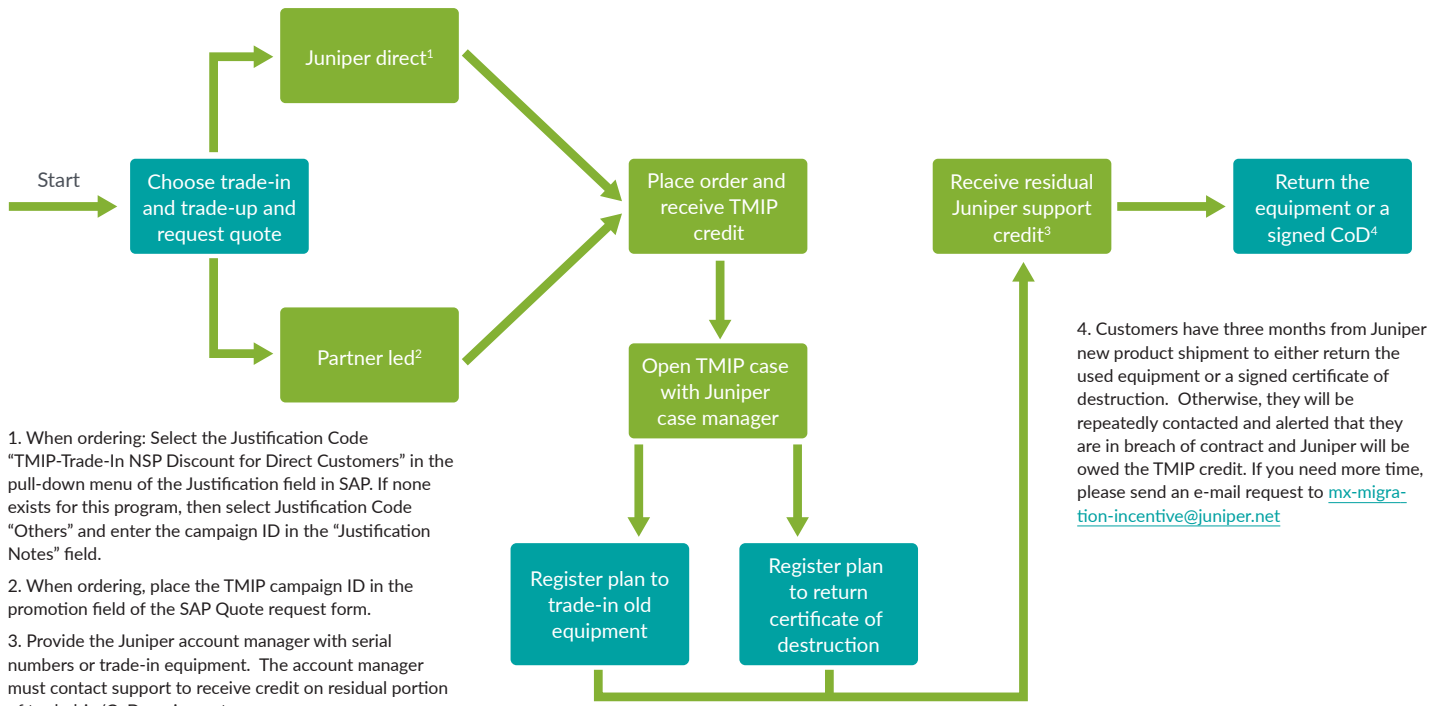 Start
Choose trade-in
and trade-up and
request quote
Juniper direct1
Partner led2
Place order and
receive TMIP
credit
Open TMIP case
with Juniper
case manager
Register plan to
trade-in old
equipment
Register plan
to return
certificate of
destruction
Receive residual
Juniper support
credit3
Return the
equipment or a
signed CoD4
1. When ordering: Select the Justification Code
“TMIP-Trade-In NSP Discount for Direct Customers” in the
pull-down menu of the Justification field in SAP. If none
exists for this program, then select Justification Code
“Others” and enter the campaign ID in the “Justification
Notes” field.
2. When ordering, place the TMIP campaign ID in the
promotion field of the SAP Quote request form.
3. Provide the Juniper account manager with serial
numbers or trade-in equipment. The account manager
must contact support to receive credit on residual portion
4. Customers have three months from Juniper
new product shipment to either return the
used equipment or a signed certificate of
destruction. Otherwise, they will be
repeatedly contacted and alerted that they
are in breach of contract and Juniper will be
owed the TMIP credit. If you need more time,
please send an e-mail request to mx-migra-
tion-incentive@juniper.net